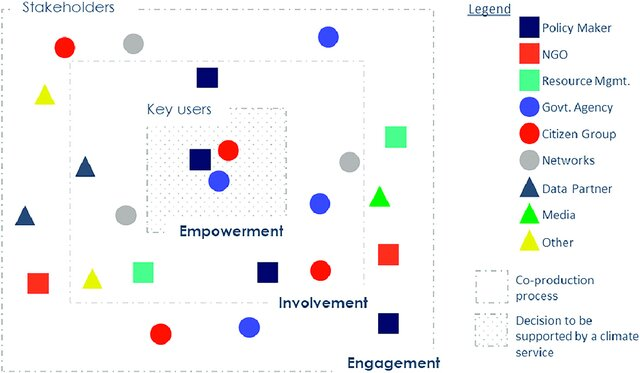 Stakeholders
Key users
Empowerment
Involvement
Engagement
Legend
Policy Maker
NGO
Resource Mgmt.
Govt. Agency
Citizen Group
Networks
Data Partner
Media
Other
Co-production
process
Decision to be
supported by a climate
service